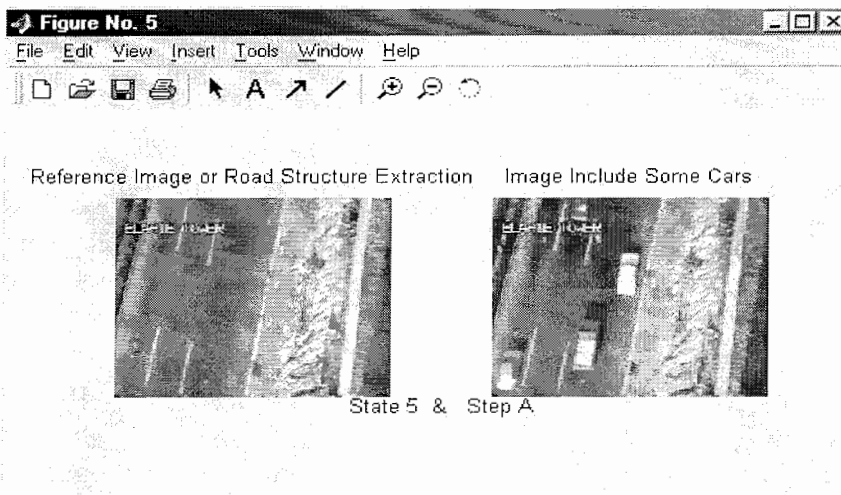 Figure No. 5
File Edit View Insert Tools Window Help
A
Reference Image or Road Structure Extraction
Image Include Some Cars
State 5 & Step A